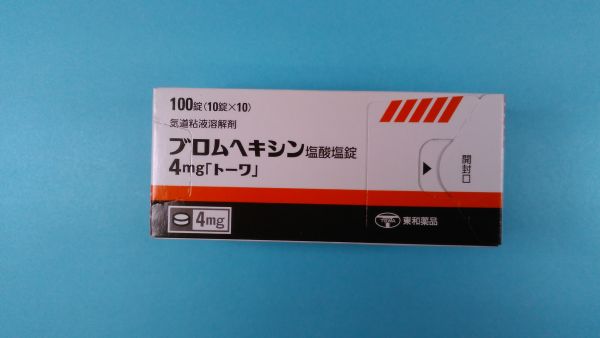 100錠(10錠×10)
気道粘液溶解剤
ブロムヘキシン塩酸塩錠
4mg「トーワ」
開封口
4mg
TOWA 東和薬品